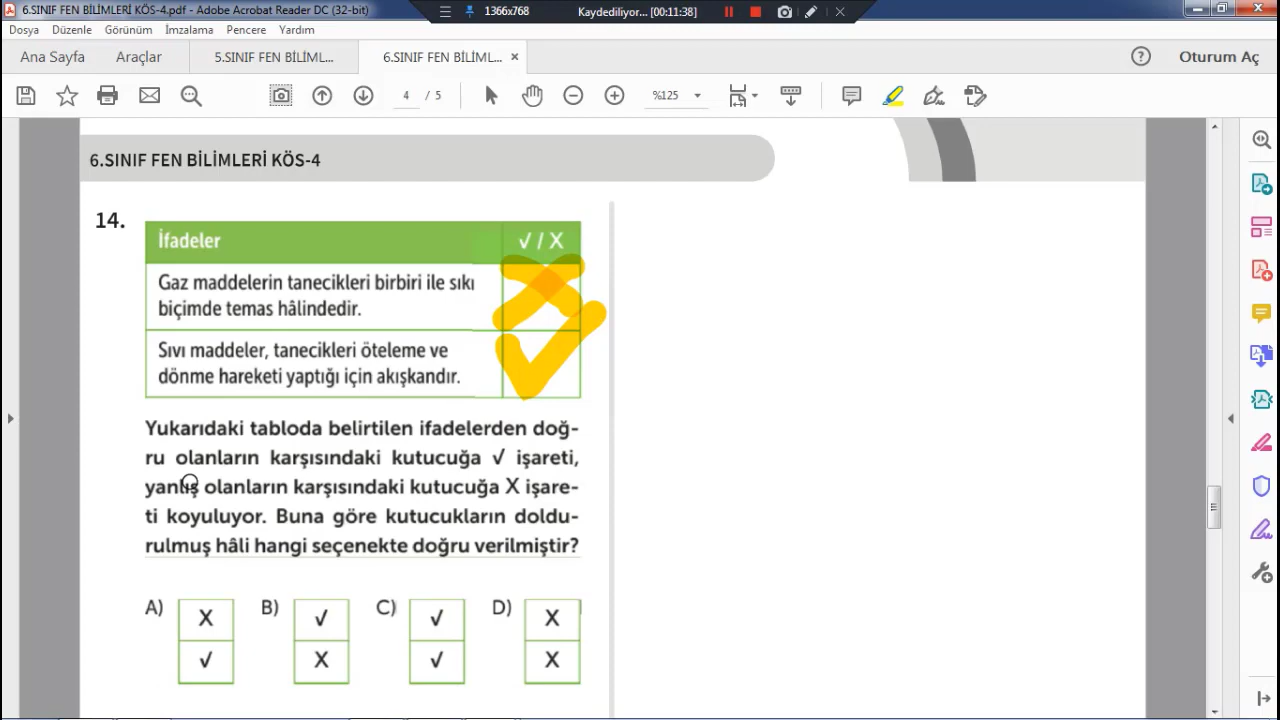 6.SINIF FEN BİLİMLERİ KÖS-4.pdf - Adobe Acrobat Reader DC (32-bit)
1366x768
Kaydediliyor... [00:11:38]
Dosya Düzenle Görünüm İmzalama Pencere Yardım
Ana Sayfa Araçlar 5.SINIF FEN BİLİML... 6.SINIF FEN BİLİML... × Oturum Aç
4 / 5 %125
6.SINIF FEN BİLİMLERİ KÖS-4
14.
İfadeler √ / X
Gaz maddelerin tanecikleri birbiri ile sıkı
biçimde temas hâlindedir.
Sıvı maddeler, tanecikleri öteleme ve
dönme hareketi yaptığı için akışkandır.
Yukarıdaki tabloda belirtilen ifadelerden doğ-
ru olanların karşısındaki kutucuğa √ işareti,
yanlış olanların karşısındaki kutucuğa X işare-
ti koyuluyor. Buna göre kutucukların doldu-
rulmuş hâli hangi seçenekte doğru verilmiştir?
A) X B) √ C) √ D) X
√ X √ X